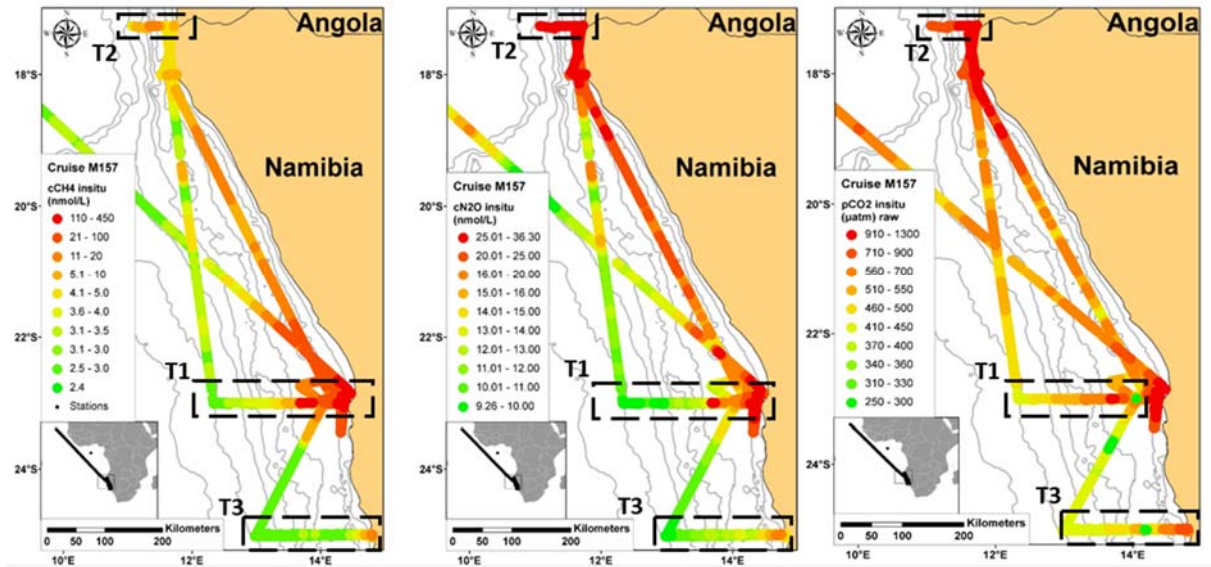 Angola
N
W
E
S
T2
18°S
Namibia
Cruise M157
cCH4 insitu
(nmol/L)
110 - 450
21 - 100
11 - 20
5.1 - 10
4.1 - 5.0
3.6 - 4.0
3.1 - 3.5
3.1 - 3.0
2.5 - 3.0
2.4
Stations
20°S
22°S
T1
24°S
T3
Kilometers
0 50 100 200
10°E
12°E
14°E
Angola
N
W
E
S
T2
18°S
Namibia
Cruise M157
cN2O insitu
(nmol/L)
25.01 - 36.30
20.01 - 25.00
16.01 - 20.00
15.01 - 16.00
14.01 - 15.00
13.01 - 14.00
12.01 - 13.00
11.01 - 12.00
10.01 - 11.00
9.26 - 10.00
20°S
22°S
T1
24°S
T3
Kilometers
0 50 100 200
10°E
12°E
14°E
Angola
N
W
E
S
T2
18°S
Namibia
Cruise M157
pCO2 insitu
(µatm) raw
910 - 1300
710 - 900
560 - 700
510 - 550
460 - 500
410 - 450
370 - 400
340 - 360
310 - 330
250 - 300
20°S
22°S
T1
24°S
T3
Kilometers
0 50 100 200
10°E
12°E
14°E